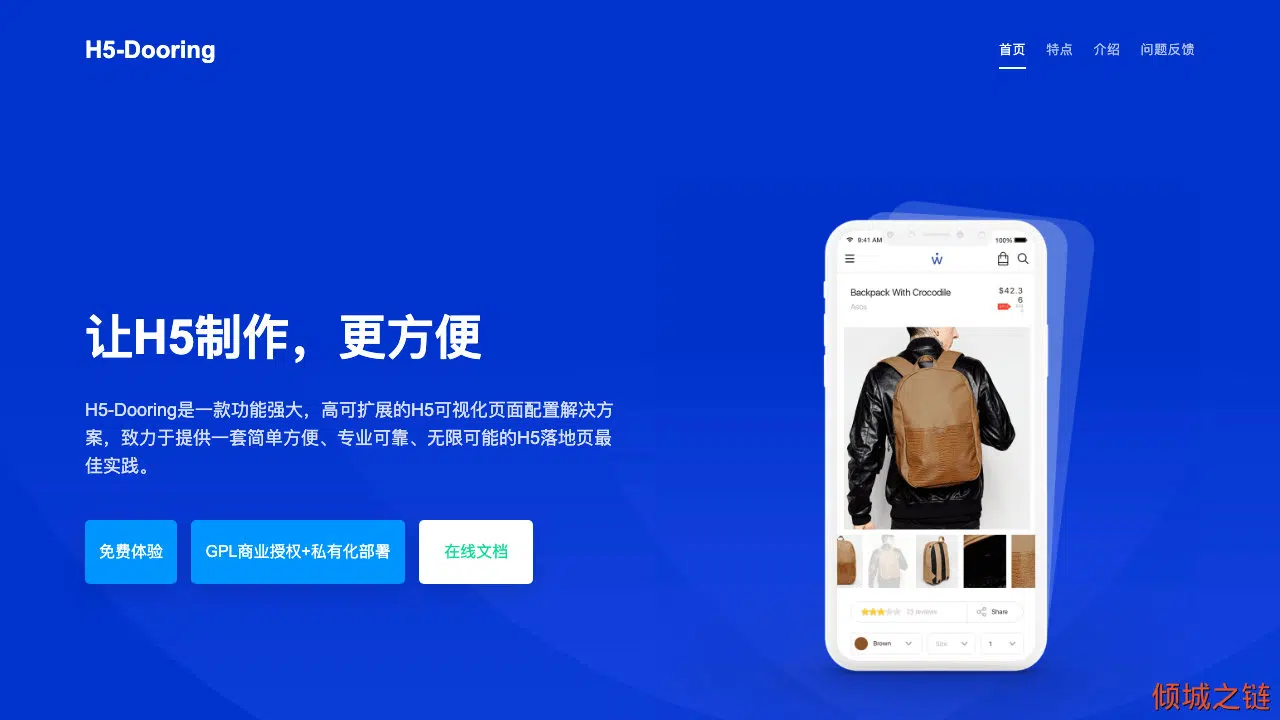 H5-Dooring
首页 特点 介绍 问题反馈
9:41 AM 100%
w
Backpack With Crocodile
$42.3
6
Asos
让H5制作，更方便
H5-Dooring是一款功能强大，高可扩展的H5可视化页面配置解决方
案，致力于提供一套简单方便、专业可靠、无限可能的H5落地页最
佳实践。
免费体验 GPL商业授权+私有化部署 在线文档
23 reviews Share
Brown Size 1
倾城之链